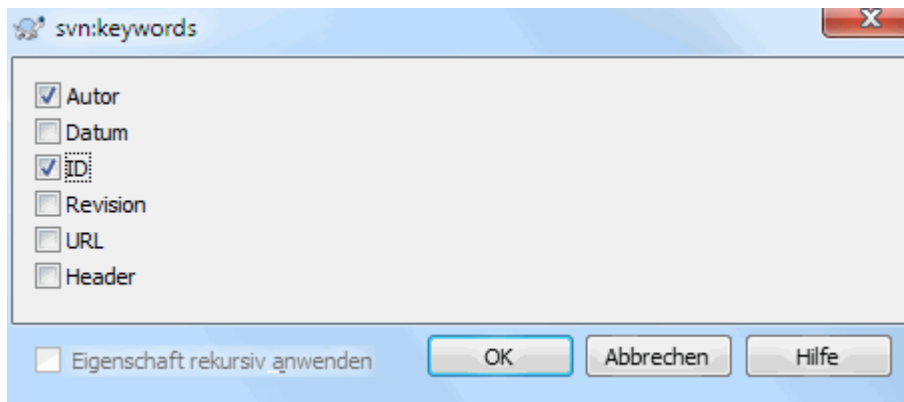 svn:keywords
Autor
Datum
ID
Revision
URL
Header
Eigenschaft rekursiv anwenden
OK
Abbrechen
Hilfe